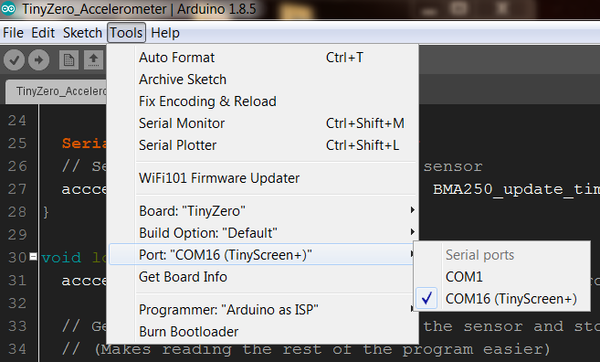 TinyZero_Accelerometer | Arduino 1.8.5
File Edit Sketch Tools Help
Auto Format Ctrl+T
Archive Sketch
TinyZero_Accelero
Fix Encoding & Reload
24
Serial Monitor Ctrl+Shift+M
25 Seria
Serial Plotter Ctrl+Shift+L
26 // Se sensor
27 accce BMA250_update_tim
WiFi101 Firmware Updater
28 }
Board: "TinyZero"
29
Build Option: "Default"
30 void lo
Port: "COM16 (TinyScreen+)"
Serial ports
31 accce
Get Board Info
COM1
32
COM16 (TinyScreen+)
Programmer: "Arduino as ISP"
33 // Ge the sensor and sto
Burn Bootloader
34 // (Makes reading the rest of the program easier)